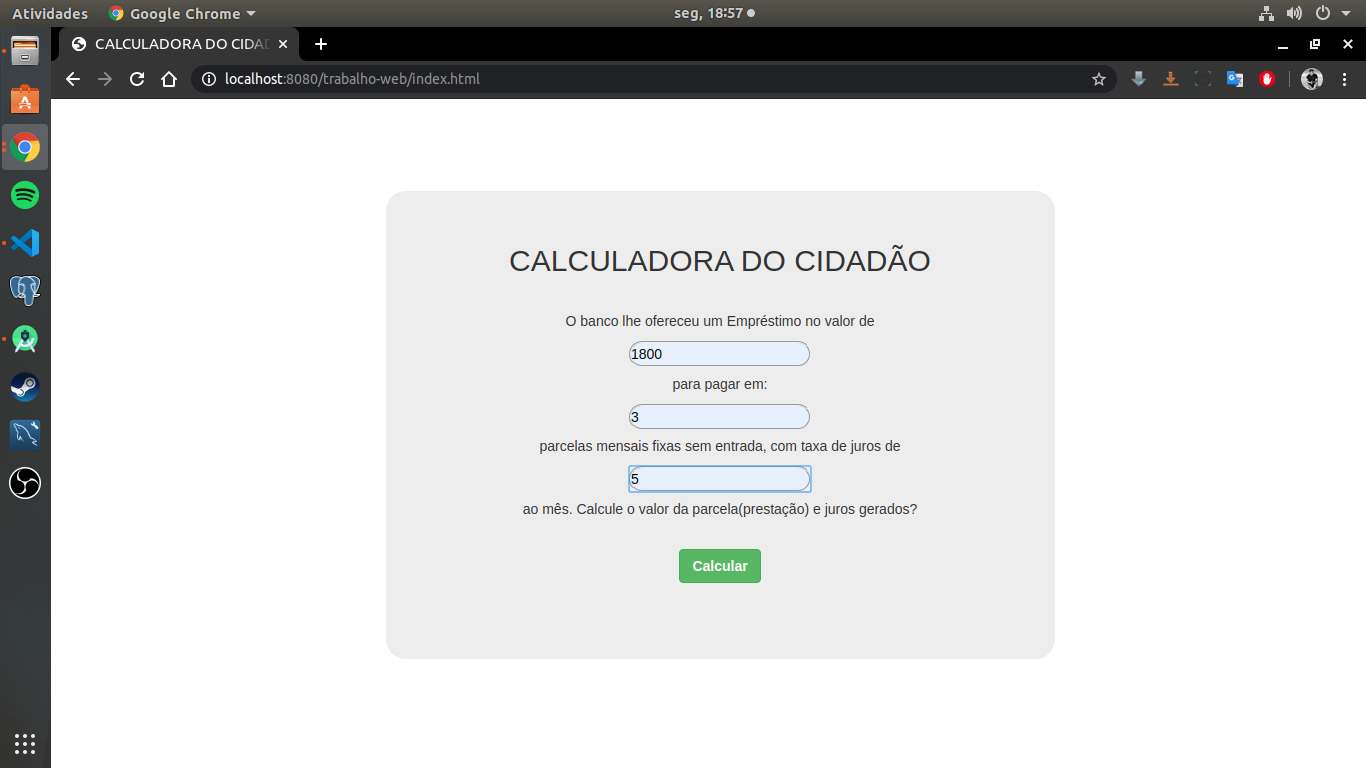 Atividades
Google Chrome
seg, 18:57
CALCULADORA DO CIDAD
localhost:8080/trabalho-web/index.html
CALCULADORA DO CIDADÃO
O banco lhe ofereceu um Empréstimo no valor de
1800
para pagar em:
3
parcelas mensais fixas sem entrada, com taxa de juros de
5
ao mês. Calcule o valor da parcela(prestação) e juros gerados?
Calcular